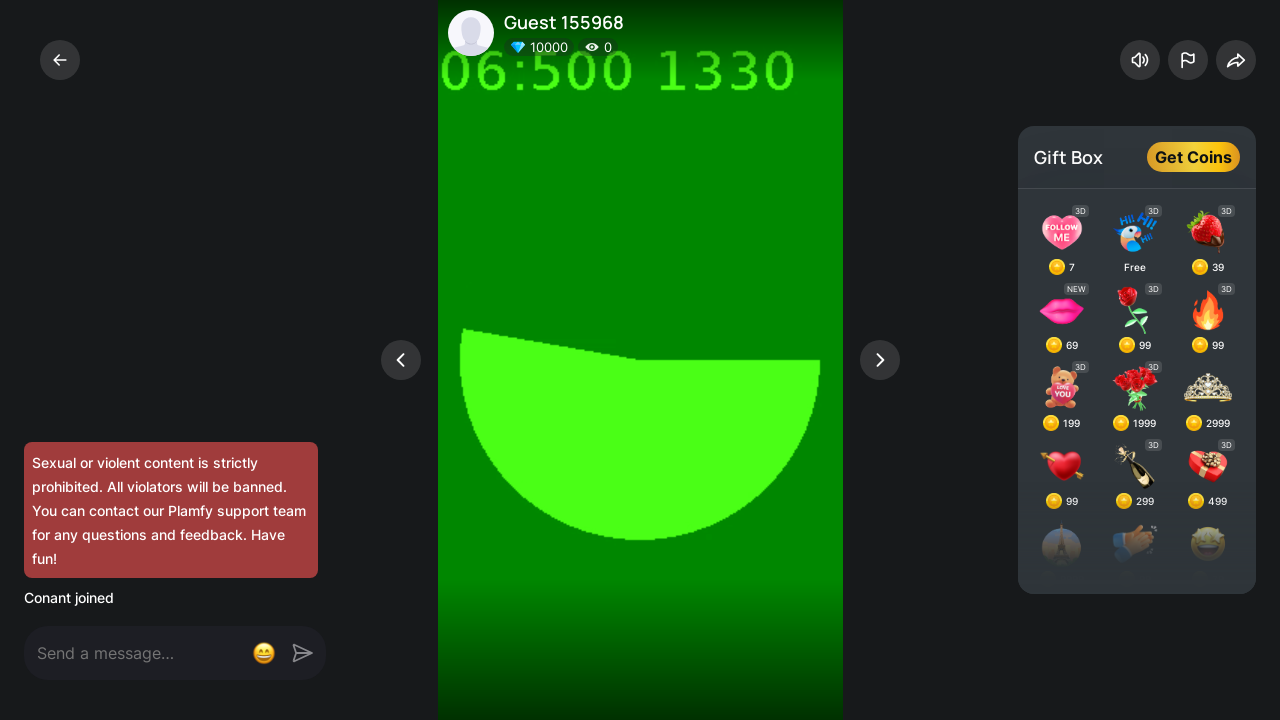 Guest 155968
10000 0
06:500 1330
Gift Box
Get Coins
3D 3D 3D
FOLLOW ME
Hi! Hi! Hi!
7 Free 39
NEW 3D 3D
69 99 99
3D 3D
LOVE YOU
199 1999 2999
3D 3D
99 299 499
Sexual or violent content is strictly
prohibited. All violators will be banned.
You can contact our Plamfy support team
for any questions and feedback. Have
fun!
Conant joined
Send a message...